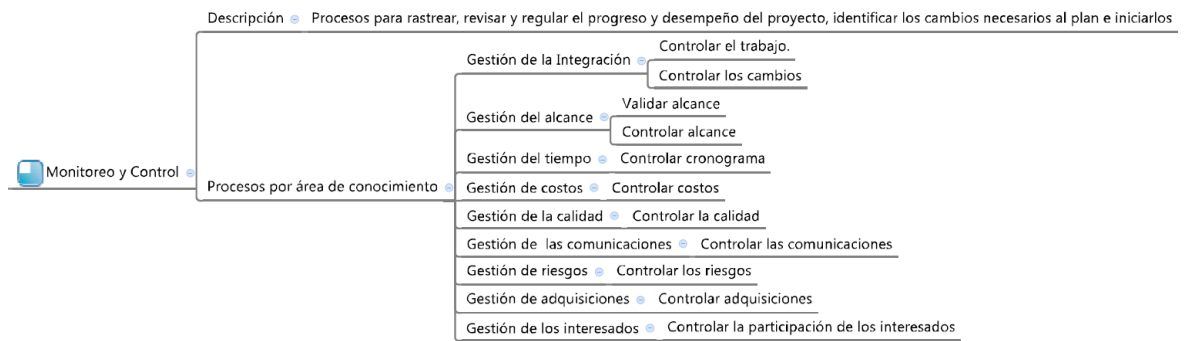 Descripción
Procesos para rastrear, revisar y regular el progreso y desempeño del proyecto, identificar los cambios necesarios al plan e iniciarlos
Monitoreo y Control
Procesos por área de conocimiento
Gestión de la Integración
Controlar el trabajo.
Controlar los cambios
Gestión del alcance
Validar alcance
Controlar alcance
Gestión del tiempo
Controlar cronograma
Gestión de costos
Controlar costos
Gestión de la calidad
Controlar la calidad
Gestión de las comunicaciones
Controlar las comunicaciones
Gestión de riesgos
Controlar los riesgos
Gestión de adquisiciones
Controlar adquisiciones
Gestión de los interesados
Controlar la participación de los interesados